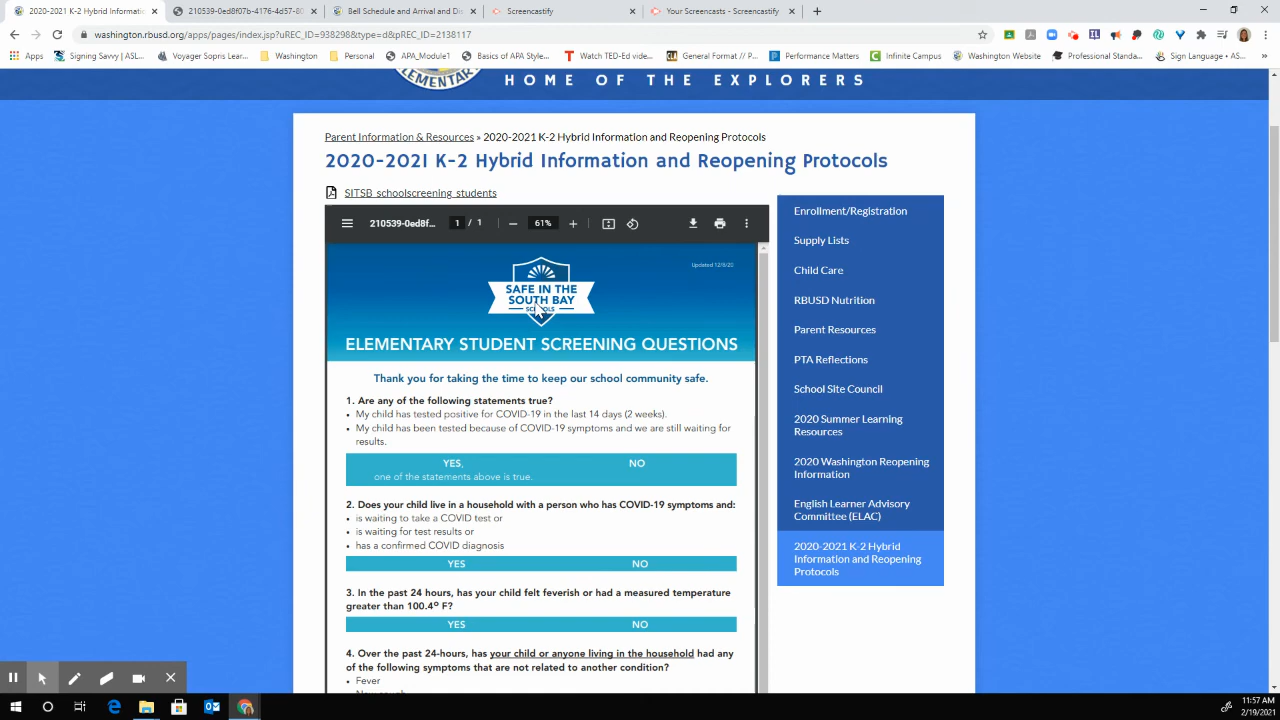 2020-2021 K-2 Hybrid Informatio
210539-0ed8f07b-4176-4d57-80
Bell Schedule and Arrival and Dis
Screencastify
Your Screencasts - Screencastify
washington.rbusd.org/apps/pages/index.jsp?uREC_ID=938298&type=d&pREC_ID=2138117
Apps
Signing Savvy | ASL...
Voyager Sopris Lear...
Washington
Personal
APA_Module1
Basics of APA Style...
Watch TED-Ed video...
General Format // P...
Performance Matters
Infinite Campus
Washington Website
Professional Standa...
Sign Language • AS...
ELEMENTARY
HOME OF THE EXPLORERS
Parent Information & Resources » 2020-2021 K-2 Hybrid Information and Reopening Protocols
2020-2021 K-2 Hybrid Information and Reopening Protocols
SITSB_schoolscreening_students
210539-0ed8f...
1 / 1
61%
Updated 12/8/20
SAFE IN THE
SOUTH BAY
SCHOOLS
ELEMENTARY STUDENT SCREENING QUESTIONS
Thank you for taking the time to keep our school community safe.
1. Are any of the following statements true?
• My child has tested positive for COVID-19 in the last 14 days (2 weeks).
• My child has been tested because of COVID-19 symptoms and we are still waiting for
results.
YES, NO
one of the statements above is true.
2. Does your child live in a household with a person who has COVID-19 symptoms and:
• is waiting to take a COVID test or
• is waiting for test results or
• has a confirmed COVID diagnosis
YES NO
3. In the past 24 hours, has your child felt feverish or had a measured temperature
greater than 100.4º F?
YES NO
4. Over the past 24-hours, has your child or anyone living in the household had any
of the following symptoms that are not related to another condition?
• Fever
Enrollment/Registration
Supply Lists
Child Care
RBUSD Nutrition
Parent Resources
PTA Reflections
School Site Council
2020 Summer Learning
Resources
2020 Washington Reopening
Information
English Learner Advisory
Committee (ELAC)
2020-2021 K-2 Hybrid
Information and Reopening
Protocols
11:57 AM
2/19/2021